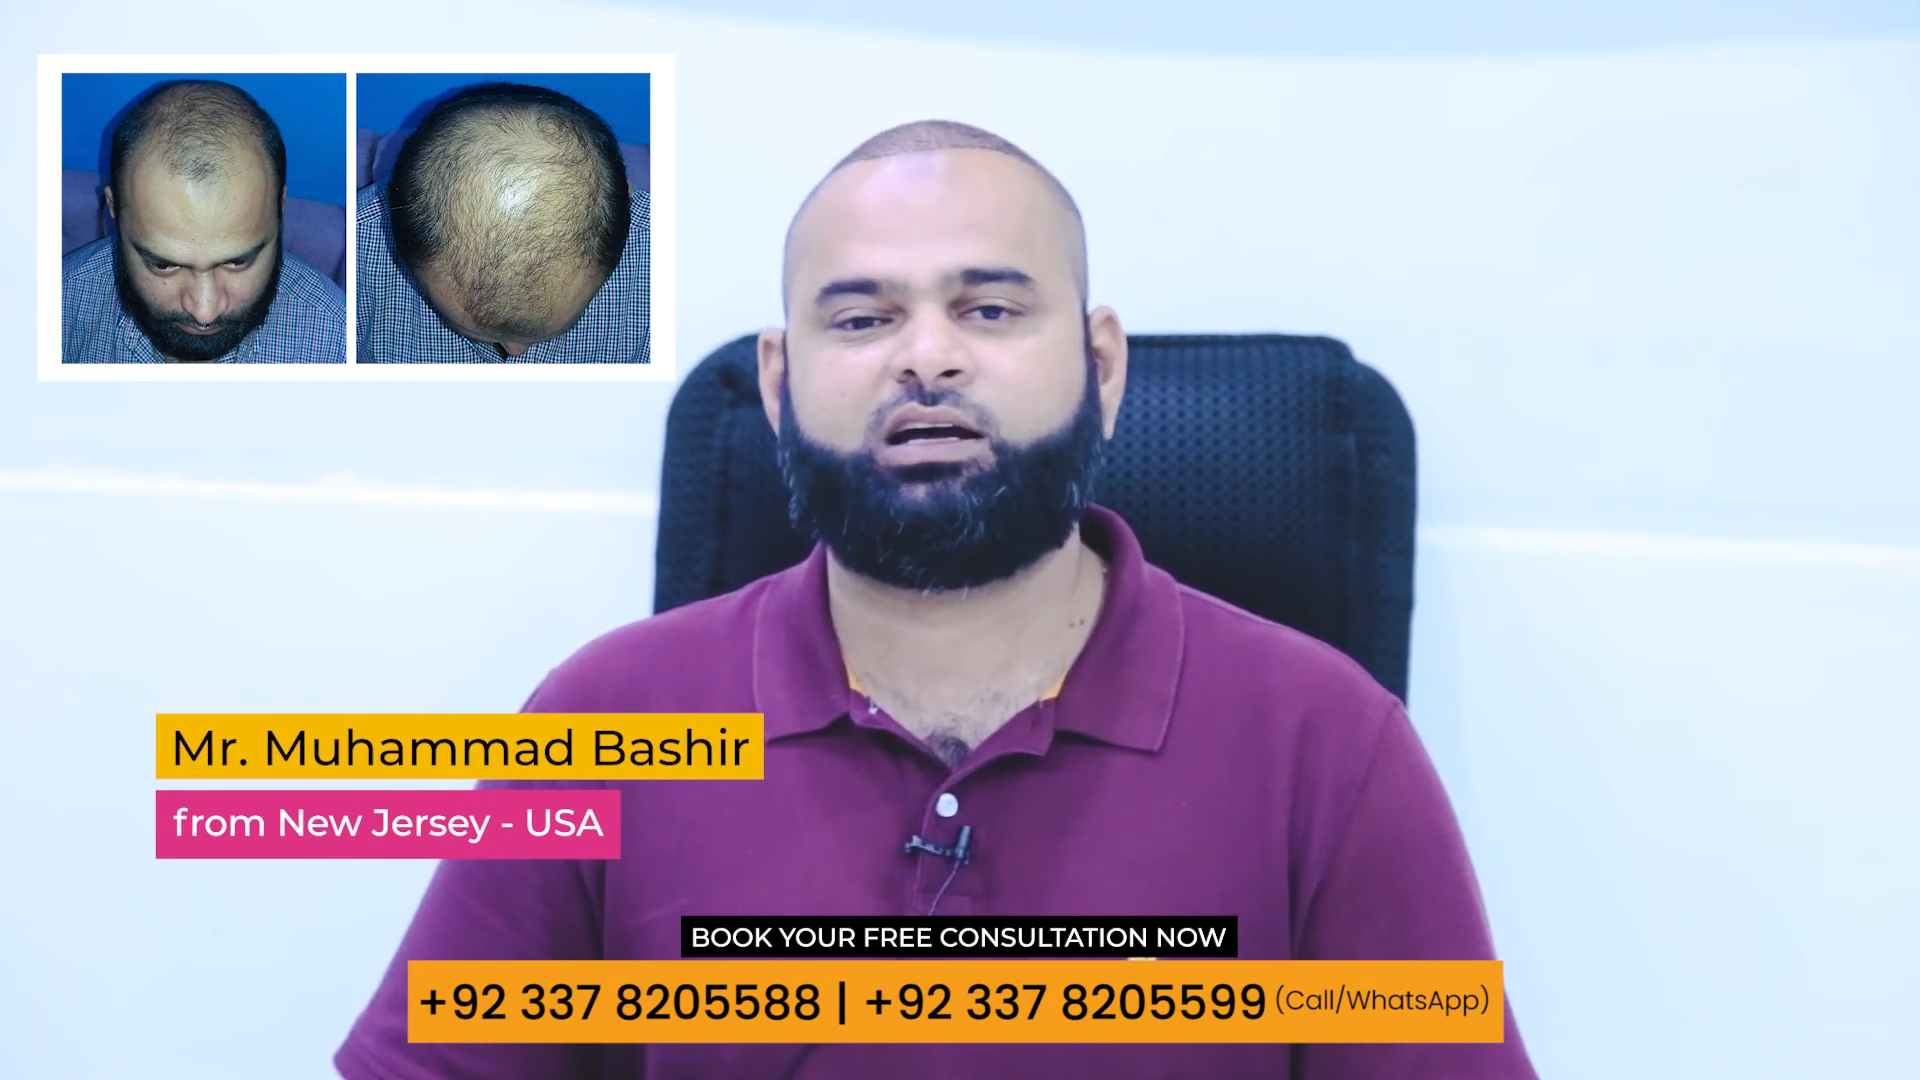 Mr. Muhammad Bashir
from New Jersey - USA
BOOK YOUR FREE CONSULTATION NOW
+92 337 8205588 | +92 337 8205599 (Call/WhatsApp)